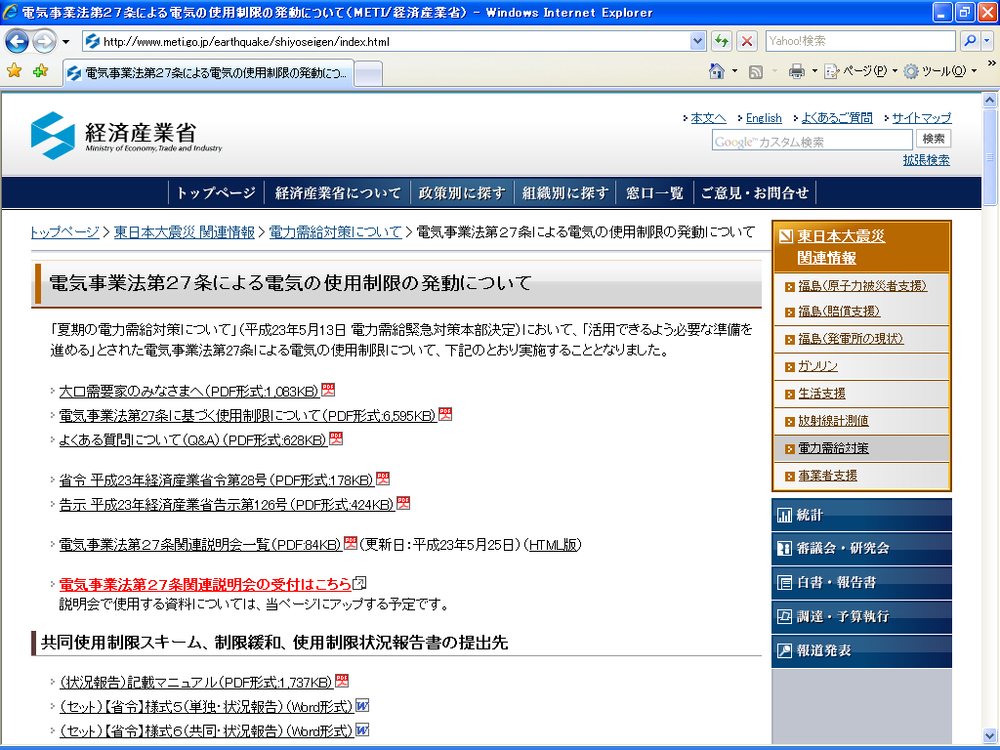 電気事業法第27条による電気の使用制限の発動について(METI/経済産業省) - Windows Internet Explorer
http://www.meti.go.jp/earthquake/shiyoseigen/index.html
Yahoo!検索
電気事業法第27条による電気の使用制限の発動につ...
ページ(P)
ツール(O)
経済産業省
Ministry of Economy, Trade and Industry
本文へ English よくあるご質問 サイトマップ
Google™カスタム検索 検索
拡張検索
トップページ 経済産業省について 政策別に探す 組織別に探す 窓口一覧 ご意見・お問合せ
トップページ > 東日本大震災 関連情報 > 電力需給対策について > 電気事業法第27条による電気の使用制限の発動について
電気事業法第27条による電気の使用制限の発動について
「夏期の電力需給対策について」(平成23年5月13日 電力需給緊急対策本部決定)において、「活用できるよう必要な準備を
進める」とされた電気事業法第27条による電気の使用制限について、下記のとおり実施することとなりました。
大口需要家のみなさまへ(PDF形式:1,083KB)
電気事業法第27条に基づく使用制限について(PDF形式:6,595KB)
よくある質問について(Q&A)(PDF形式:628KB)
省令 平成23年経済産業省令第28号(PDF形式:178KB)
告示 平成23年経済産業省告示第126号(PDF形式:424KB)
電気事業法第27条関連説明会一覧(PDF:84KB) (更新日:平成23年5月25日)(HTML版)
電気事業法第27条関連説明会の受付はこちら
説明会で使用する資料については、当ページにアップする予定です。
共同使用制限スキーム、制限緩和、使用制限状況報告書の提出先
(状況報告)記載マニュアル(PDF形式:1,737KB)
(セット)【省令】様式5(単独・状況報告)(Word形式)
(セット)【省令】様式6(共同・状況報告)(Word形式)
東日本大震災
関連情報
福島(原子力被災者支援)
福島(賠償支援)
福島(発電所の現状)
ガソリン
生活支援
放射線計測値
電力需給対策
事業者支援
統計
審議会・研究会
白書・報告書
調達・予算執行
報道発表